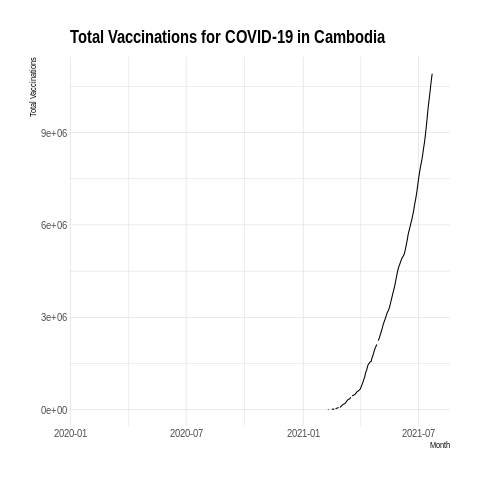 Total Vaccinations for COVID-19 in Cambodia
Total Vaccinations
9e+06
6e+06
3e+06
0e+00
2020-01
2020-07
2021-01
2021-07
Month